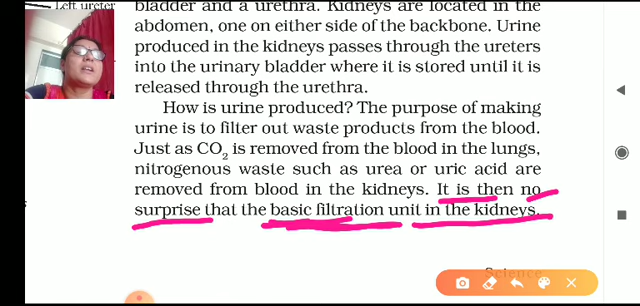 Left ureter
bladder and a urethra. Kidneys are located in the
abdomen, one on either side of the backbone. Urine
produced in the kidneys passes through the ureters
into the urinary bladder where it is stored until it is
released through the urethra.
How is urine produced? The purpose of making
urine is to filter out waste products from the blood.
Just as CO₂ is removed from the blood in the lungs,
nitrogenous waste such as urea or uric acid are
removed from blood in the kidneys. It is then no
surprise that the basic filtration unit in the kidneys,
Science